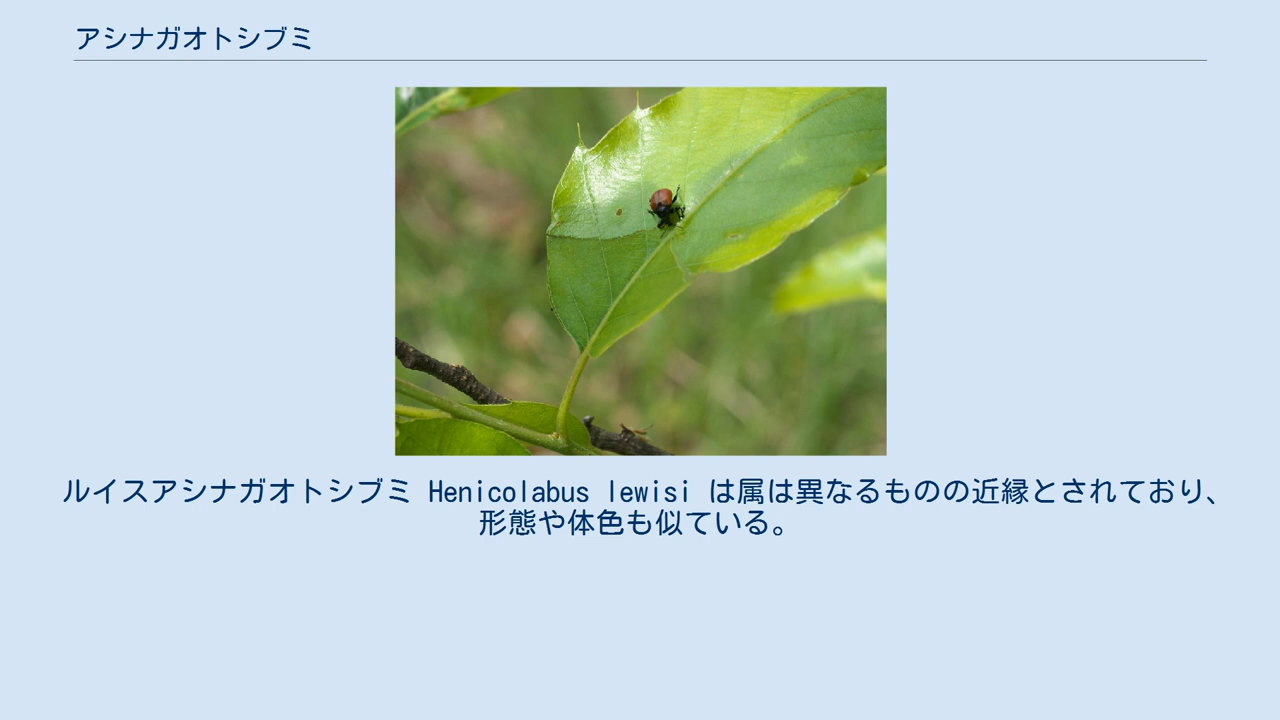 アシナガオトシブミ
ルイスアシナガオトシブミ Henicolabus lewisi は属は異なるものの近縁とされており、
形態や体色も似ている。